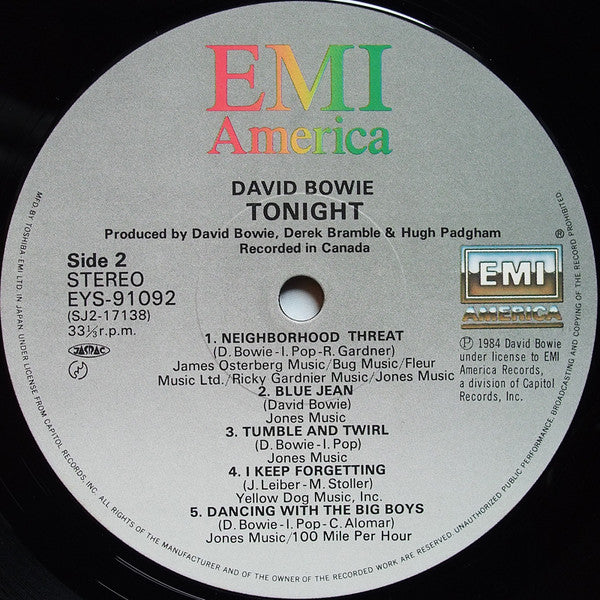 EMI
America
DAVID BOWIE
TONIGHT
Produced by David Bowie, Derek Bramble & Hugh Padgham
Recorded in Canada
Side 2
STEREO
EYS-91092
(SJ2-17138)
33⅓ r.p.m.
JASRAC
EMI
AMERICA
Ⓟ 1984 David Bowie
under license to EMI
America Records,
a division of Capitol
Records, Inc.
1. NEIGHBORHOOD THREAT
(D. Bowie-I. Pop-R. Gardner)
James Osterberg Music/Bug Music/Fleur
Music Ltd./Ricky Gardnier Music/Jones Music
2. BLUE JEAN
(David Bowie)
Jones Music
3. TUMBLE AND TWIRL
(D. Bowie-I. Pop)
Jones Music
4. I KEEP FORGETTING
(J. Leiber-M. Stoller)
Yellow Dog Music, Inc.
5. DANCING WITH THE BIG BOYS
(D. Bowie-I. Pop-C. Alomar)
Jones Music/100 Mile Per Hour
MFD. BY TOSHIBA EMI LTD. IN JAPAN. UNDER LICENSE FROM CAPITOL RECORDS, INC. ALL RIGHTS OF THE MANUFACTURER AND OF THE OWNER OF THE RECORDED WORK ARE RESERVED. UNAUTHORIZED PUBLIC PERFORMANCE, BROADCASTING AND COPYING OF THE RECORD PROHIBITED. ®